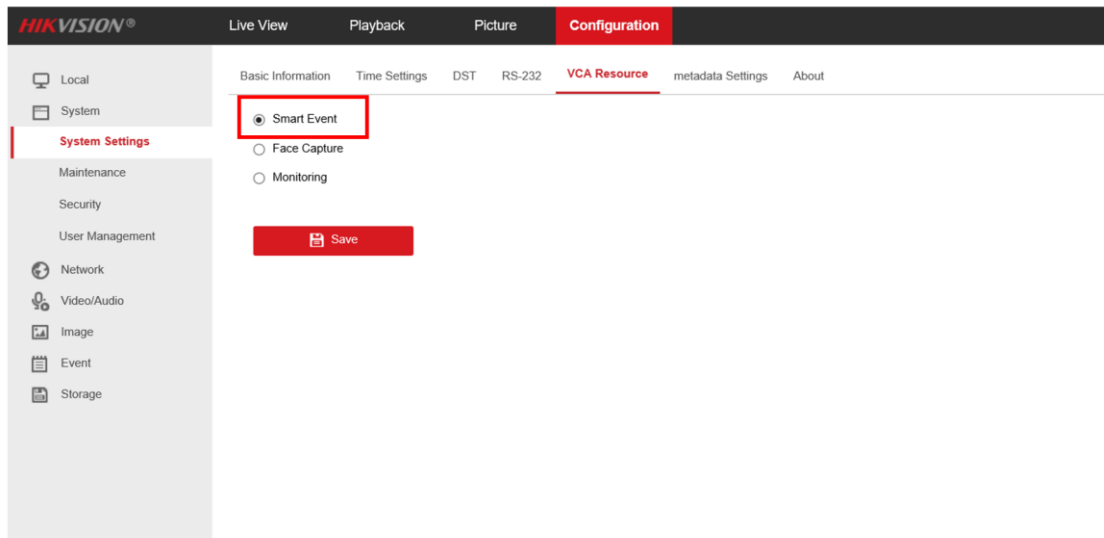 HIKVISION®
Live View Playback Picture Configuration
Local
System
System Settings
Maintenance
Security
User Management
Network
Video/Audio
Image
Event
Storage
Basic Information Time Settings DST RS-232 VCA Resource metadata Settings About
Smart Event
Face Capture
Monitoring
Save